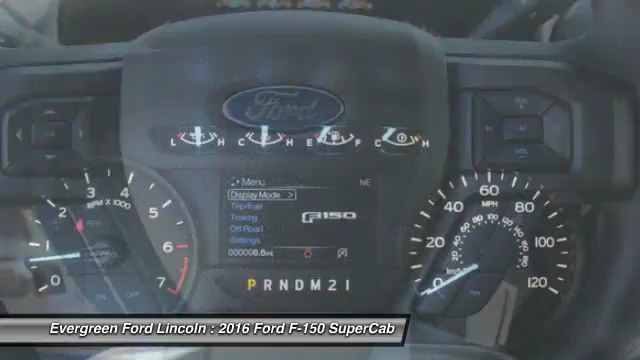 Ford
L H C H E F C H
Menu NE
Display Mode >
Trip/Fuel
Towing
Off Road
Settings
F150
000008.6mi
P R N D M 2 1
0 1 2 3 4 5 6 7
RPM X 1000
0 20 40 60 80 100 120
MPH
km/h
Evergreen Ford Lincoln : 2016 Ford F-150 SuperCab